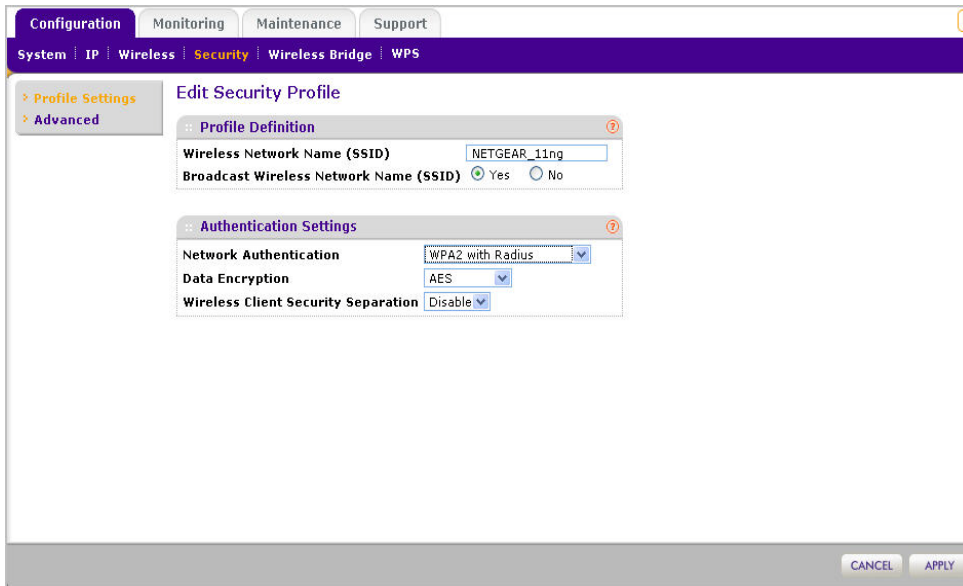 Configuration Monitoring Maintenance Support
System IP Wireless Security Wireless Bridge WPS
Profile Settings
Advanced
Edit Security Profile
Profile Definition ?
Wireless Network Name (SSID) NETGEAR_11ng
Broadcast Wireless Network Name (SSID) Yes No
Authentication Settings ?
Network Authentication WPA2 with Radius
Data Encryption AES
Wireless Client Security Separation Disable
CANCEL APPLY